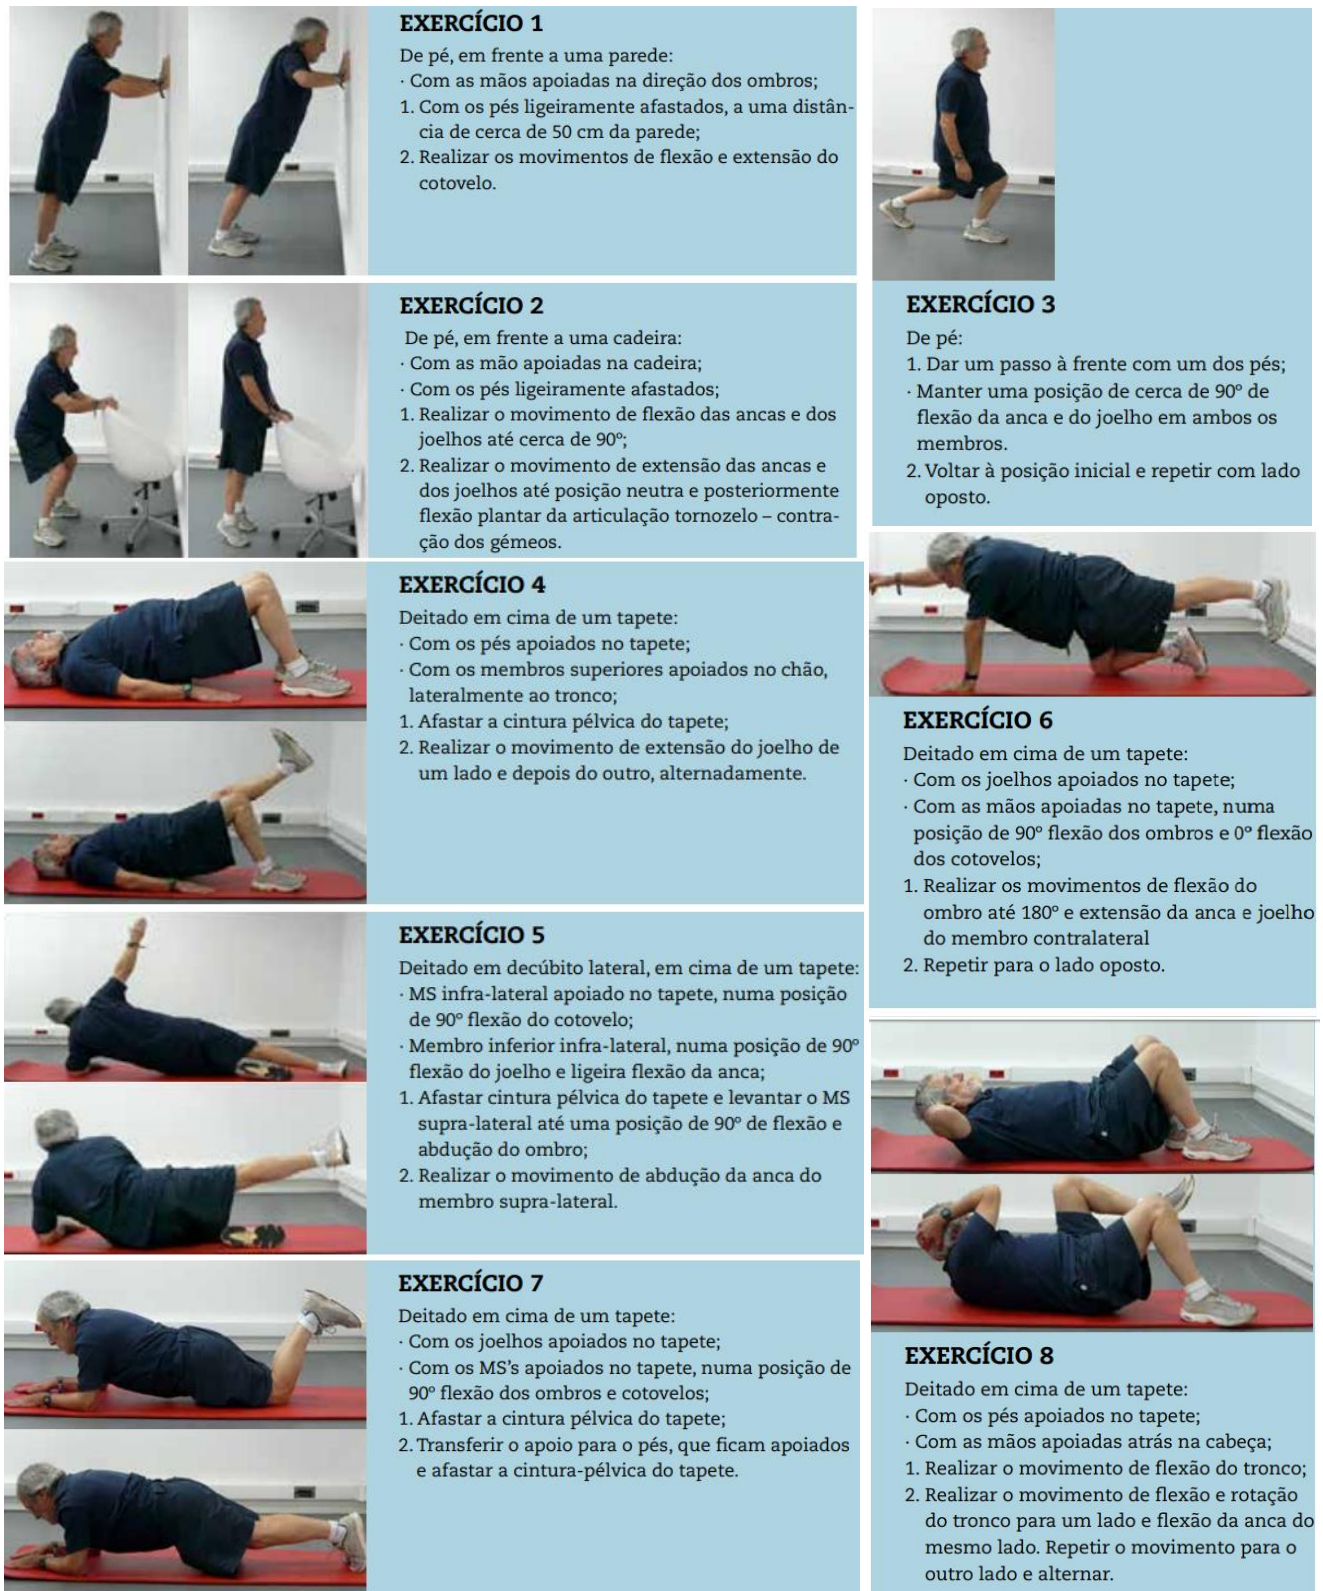 EXERCÍCIO 1
De pé, em frente a uma parede:
· Com as mãos apoiadas na direção dos ombros;
1. Com os pés ligeiramente afastados, a uma distân-
cia de cerca de 50 cm da parede;
2. Realizar os movimentos de flexão e extensão do
cotovelo.
EXERCÍCIO 2
De pé, em frente a uma cadeira:
· Com as mão apoiadas na cadeira;
· Com os pés ligeiramente afastados;
1. Realizar o movimento de flexão das ancas e dos
joelhos até cerca de 90º;
2. Realizar o movimento de extensão das ancas e
dos joelhos até posição neutra e posteriormente
flexão plantar da articulação tornozelo – contra-
ção dos gémeos.
EXERCÍCIO 3
De pé:
1. Dar um passo à frente com um dos pés;
· Manter uma posição de cerca de 90º de
flexão da anca e do joelho em ambos os
membros.
2. Voltar à posição inicial e repetir com lado
oposto.
EXERCÍCIO 4
Deitado em cima de um tapete:
· Com os pés apoiados no tapete;
· Com os membros superiores apoiados no chão,
lateralmente ao tronco;
1. Afastar a cintura pélvica do tapete;
2. Realizar o movimento de extensão do joelho de
um lado e depois do outro, alternadamente.
EXERCÍCIO 5
Deitado em decúbito lateral, em cima de um tapete:
· MS infra-lateral apoiado no tapete, numa posição
de 90º flexão do cotovelo;
· Membro inferior infra-lateral, numa posição de 90º
flexão do joelho e ligeira flexão da anca;
1. Afastar cintura pélvica do tapete e levantar o MS
supra-lateral até uma posição de 90º de flexão e
abdução do ombro;
2. Realizar o movimento de abdução da anca do
membro supra-lateral.
EXERCÍCIO 6
Deitado em cima de um tapete:
· Com os joelhos apoiados no tapete;
· Com as mãos apoiadas no tapete, numa
posição de 90º flexão dos ombros e 0º flexão
dos cotovelos;
1. Realizar os movimentos de flexão do
ombro até 180º e extensão da anca e joelho
do membro contralateral
2. Repetir para o lado oposto.
EXERCÍCIO 7
Deitado em cima de um tapete:
· Com os joelhos apoiados no tapete;
· Com os MS's apoiados no tapete, numa posição de
90º flexão dos ombros e cotovelos;
1. Afastar a cintura pélvica do tapete;
2. Transferir o apoio para o pés, que ficam apoiados
e afastar a cintura-pélvica do tapete.
EXERCÍCIO 8
Deitado em cima de um tapete:
· Com os pés apoiados no tapete;
· Com as mãos apoiadas atrás na cabeça;
1. Realizar o movimento de flexão do tronco;
2. Realizar o movimento de flexão e rotação
do tronco para um lado e flexão da anca do
mesmo lado. Repetir o movimento para o
outro lado e alternar.